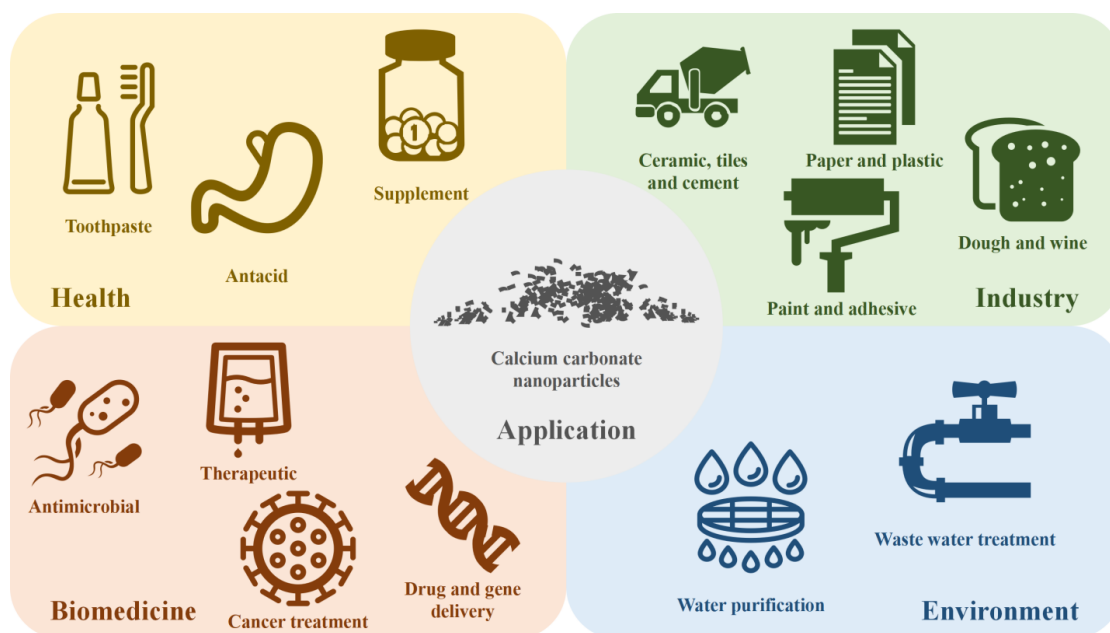 Toothpaste
Antacid
Supplement
1
Health
Ceramic, tiles
and cement
Paper and plastic
Dough and wine
Paint and adhesive
Industry
Calcium carbonate
nanoparticles
Application
Antimicrobial
Therapeutic
Cancer treatment
Drug and gene
delivery
Biomedicine
Water purification
Waste water treatment
Environment